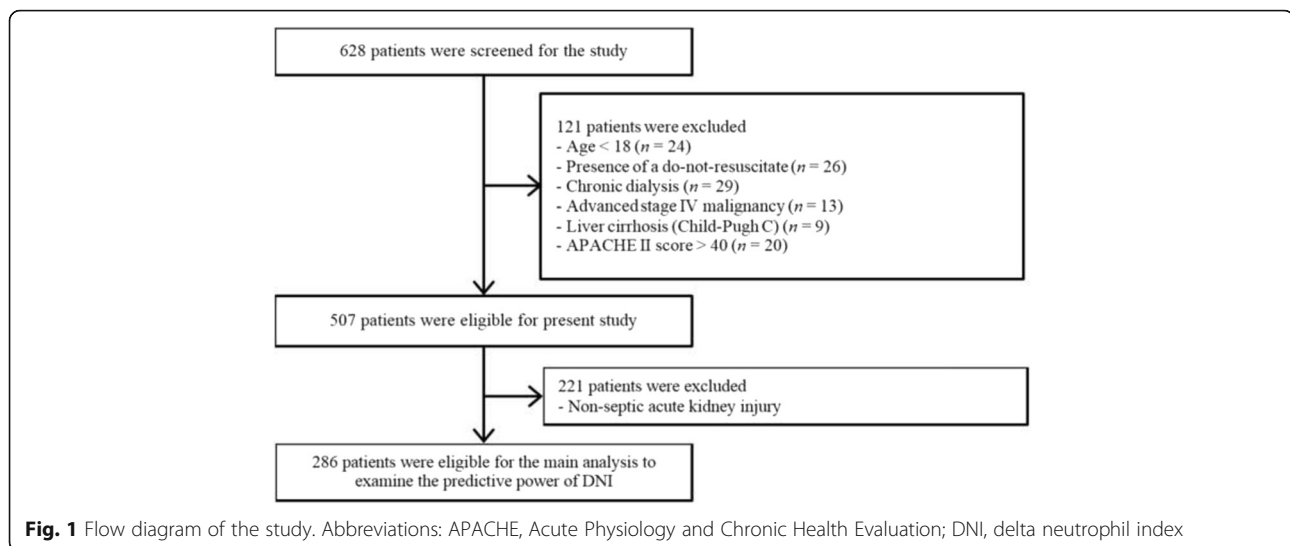 628 patients were screened for the study
121 patients were excluded
- Age < 18 (n = 24)
- Presence of a do-not-resuscitate (n = 26)
- Chronic dialysis (n = 29)
- Advanced stage IV malignancy (n = 13)
- Liver cirrhosis (Child-Pugh C) (n = 9)
- APACHE II score > 40 (n = 20)
507 patients were eligible for present study
221 patients were excluded
- Non-septic acute kidney injury
286 patients were eligible for the main analysis to
examine the predictive power of DNI
Fig. 1 Flow diagram of the study. Abbreviations: APACHE, Acute Physiology and Chronic Health Evaluation; DNI, delta neutrophil index